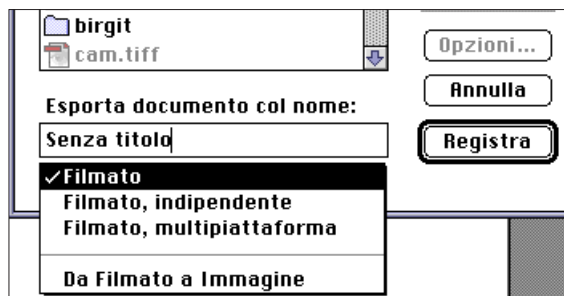 birgit
cam.tiff
Opzioni...
Annulla
Esporta documento col nome:
Senza titolo
Registra
✓Filmato
Filmato, indipendente
Filmato, multipiattaforma
Da Filmato a Immagine